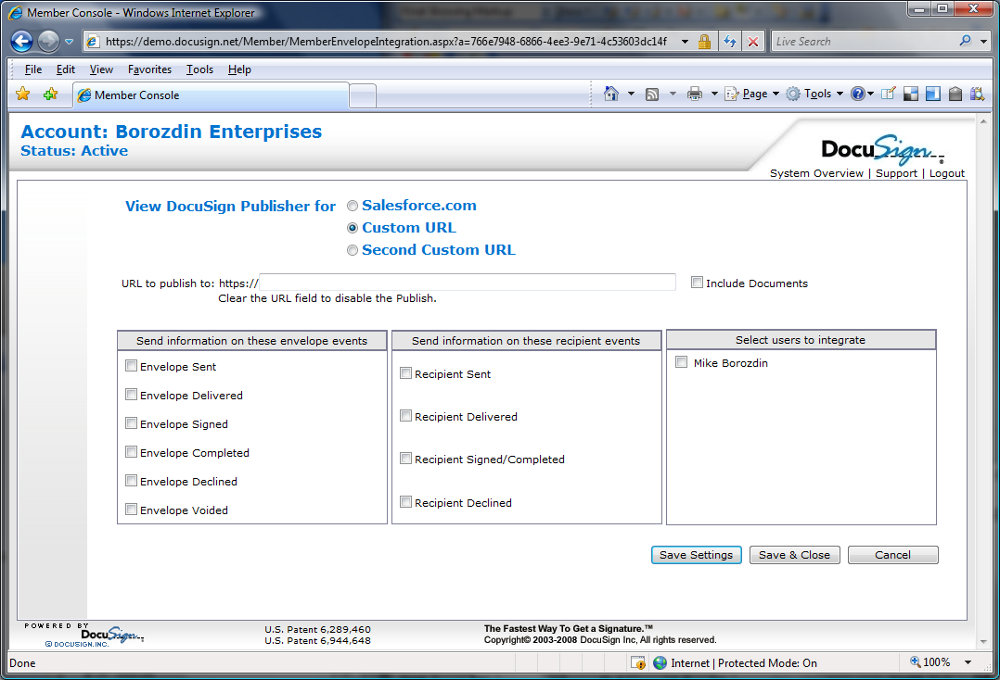 Member Console - Windows Internet Explorer
https://demo.docusign.net/Member/MemberEnvelopeIntegration.aspx?a=766e7948-6866-4ee3-9e71-4c53603dc14f
Live Search
File Edit View Favorites Tools Help
Member Console
Page Tools
Account: Borozdin Enterprises
Status: Active
DocuSign
System Overview | Support | Logout
View DocuSign Publisher for
Salesforce.com
Custom URL
Second Custom URL
URL to publish to: https://
Include Documents
Clear the URL field to disable the Publish.
Send information on these envelope events
Envelope Sent
Envelope Delivered
Envelope Signed
Envelope Completed
Envelope Declined
Envelope Voided
Send information on these recipient events
Recipient Sent
Recipient Delivered
Recipient Signed/Completed
Recipient Declined
Select users to integrate
Mike Borozdin
Save Settings
Save & Close
Cancel
POWERED BY
DocuSign
© DOCUSIGN.INC.
U.S. Patent 6,289,460
U.S. Patent 6,944,648
The Fastest Way To Get a Signature.™
Copyright© 2003-2008 DocuSign Inc, All rights reserved.
Done
Internet | Protected Mode: On
100%